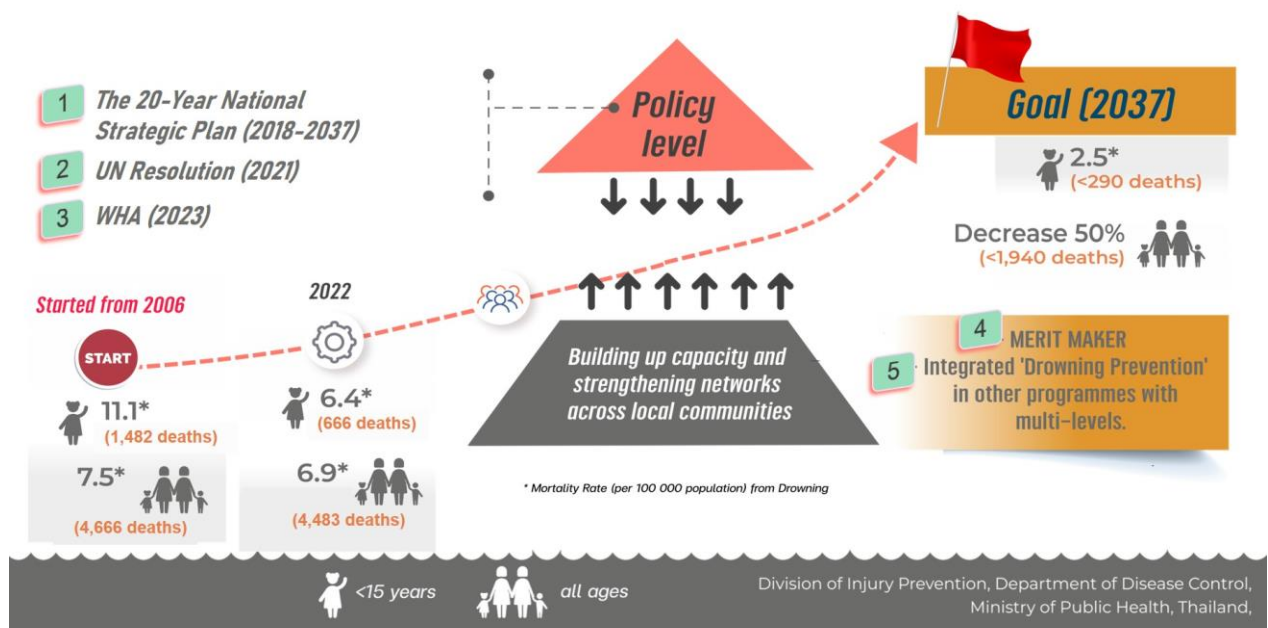 1
The 20-Year National
Strategic Plan (2018-2037)
2
UN Resolution (2021)
3
WHA (2023)
Policy
level
Goal (2037)
2.5*
(<290 deaths)
Decrease 50%
(<1,940 deaths)
Started from 2006
START
11.1*
(1,482 deaths)
7.5*
(4,666 deaths)
2022
6.4*
(666 deaths)
6.9*
(4,483 deaths)
Building up capacity and
strengthening networks
across local communities
4
MERIT MAKER
5
Integrated 'Drowning Prevention'
in other programmes with
multi-levels.
* Mortality Rate (per 100 000 population) from Drowning
<15 years
all ages
Division of Injury Prevention, Department of Disease Control,
Ministry of Public Health, Thailand,